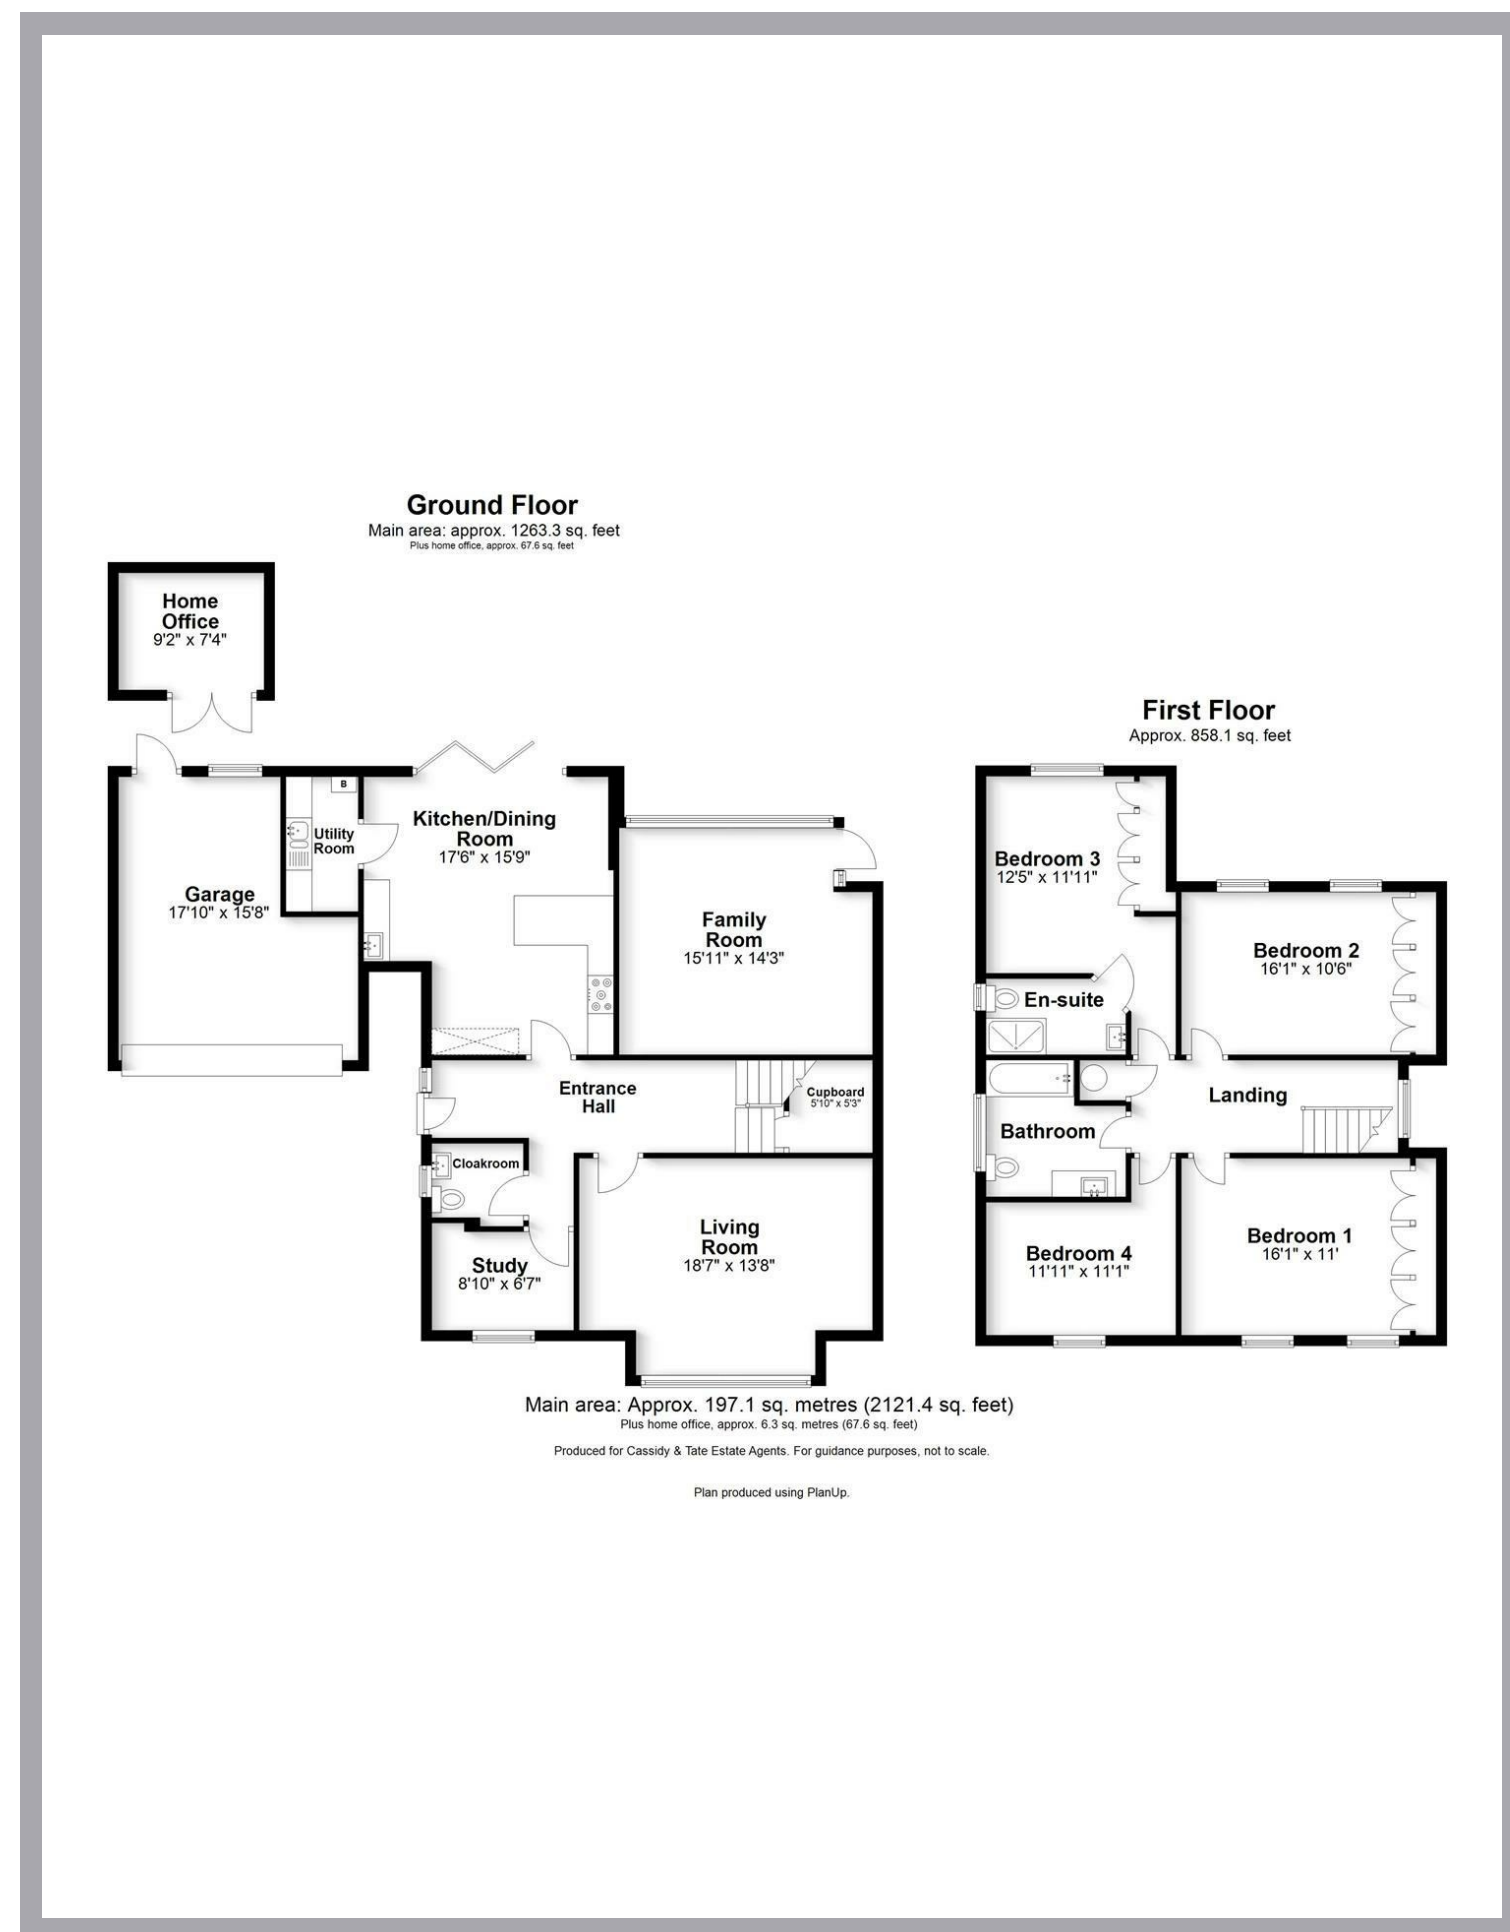 Ground Floor
Main area: approx. 1263.3 sq. feet
Plus home office, approx. 67.6 sq. feet
Home
Office
9'2" x 7'4"
B
Utility
Room
Kitchen/Dining
Room
17'6" x 15'9"
Garage
17'10" x 15'8"
Family
Room
15'11" x 14'3"
Entrance
Hall
Cupboard
5'10" x 5'3"
Cloakroom
Study
8'10" x 6'7"
Living
Room
18'7" x 13'8"
First Floor
Approx. 858.1 sq. feet
Bedroom 3
12'5" x 11'11"
Bedroom 2
16'1" x 10'6"
En-suite
Landing
Bathroom
Bedroom 4
11'11" x 11'1"
Bedroom 1
16'1" x 11'
Main area: Approx. 197.1 sq. metres (2121.4 sq. feet)
Plus home office, approx. 6.3 sq. metres (67.6 sq. feet)
Produced for Cassidy & Tate Estate Agents. For guidance purposes, not to scale.
Plan produced using PlanUp.